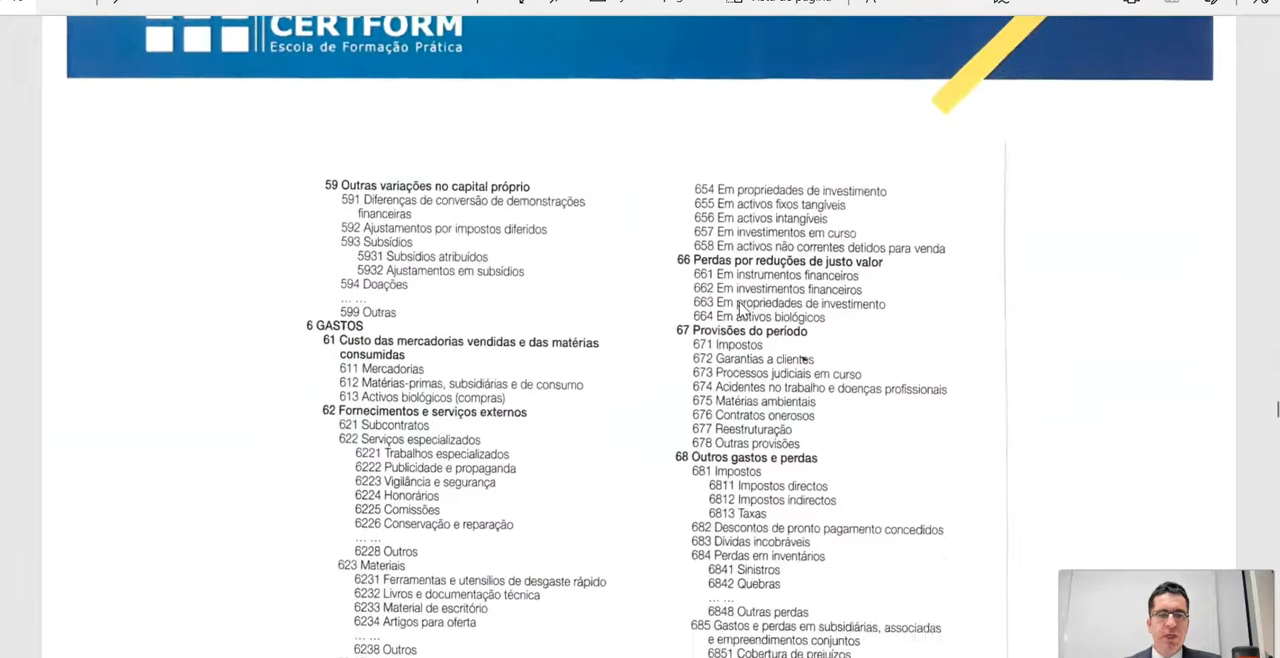 CERTFORM
Escola de Formação Prática
59 Outras variações no capital próprio
591 Diferenças de conversão de demonstrações
financeiras
592 Ajustamentos por impostos diferidos
593 Subsídios
5931 Subsídios atribuídos
5932 Ajustamentos em subsídios
594 Doações
... ...
599 Outras
6 GASTOS
61 Custo das mercadorias vendidas e das matérias
consumidas
611 Mercadorias
612 Matérias-primas, subsidiárias e de consumo
613 Activos biológicos (compras)
62 Fornecimentos e serviços externos
621 Subcontratos
622 Serviços especializados
6221 Trabalhos especializados
6222 Publicidade e propaganda
6223 Vigilância e segurança
6224 Honorários
6225 Comissões
6226 Conservação e reparação
... ...
6228 Outros
623 Materiais
6231 Ferramentas e utensílios de desgaste rápido
6232 Livros e documentação técnica
6233 Material de escritório
6234 Artigos para oferta
... ...
6238 Outros
654 Em propriedades de investimento
655 Em activos fixos tangíveis
656 Em activos intangíveis
657 Em investimentos em curso
658 Em activos não correntes detidos para venda
66 Perdas por reduções de justo valor
661 Em instrumentos financeiros
662 Em investimentos financeiros
663 Em propriedades de investimento
664 Em activos biológicos
67 Provisões do período
671 Impostos
672 Garantias a clientes
673 Processos judiciais em curso
674 Acidentes no trabalho e doenças profissionais
675 Matérias ambientais
676 Contratos onerosos
677 Reestruturação
678 Outras provisões
68 Outros gastos e perdas
681 Impostos
6811 Impostos directos
6812 Impostos indirectos
6813 Taxas
682 Descontos de pronto pagamento concedidos
683 Dívidas incobráveis
684 Perdas em inventários
6841 Sinistros
6842 Quebras
... ...
6848 Outras perdas
685 Gastos e perdas em subsidiárias, associadas
e empreendimentos conjuntos
6851 Cobertura de prejuízos